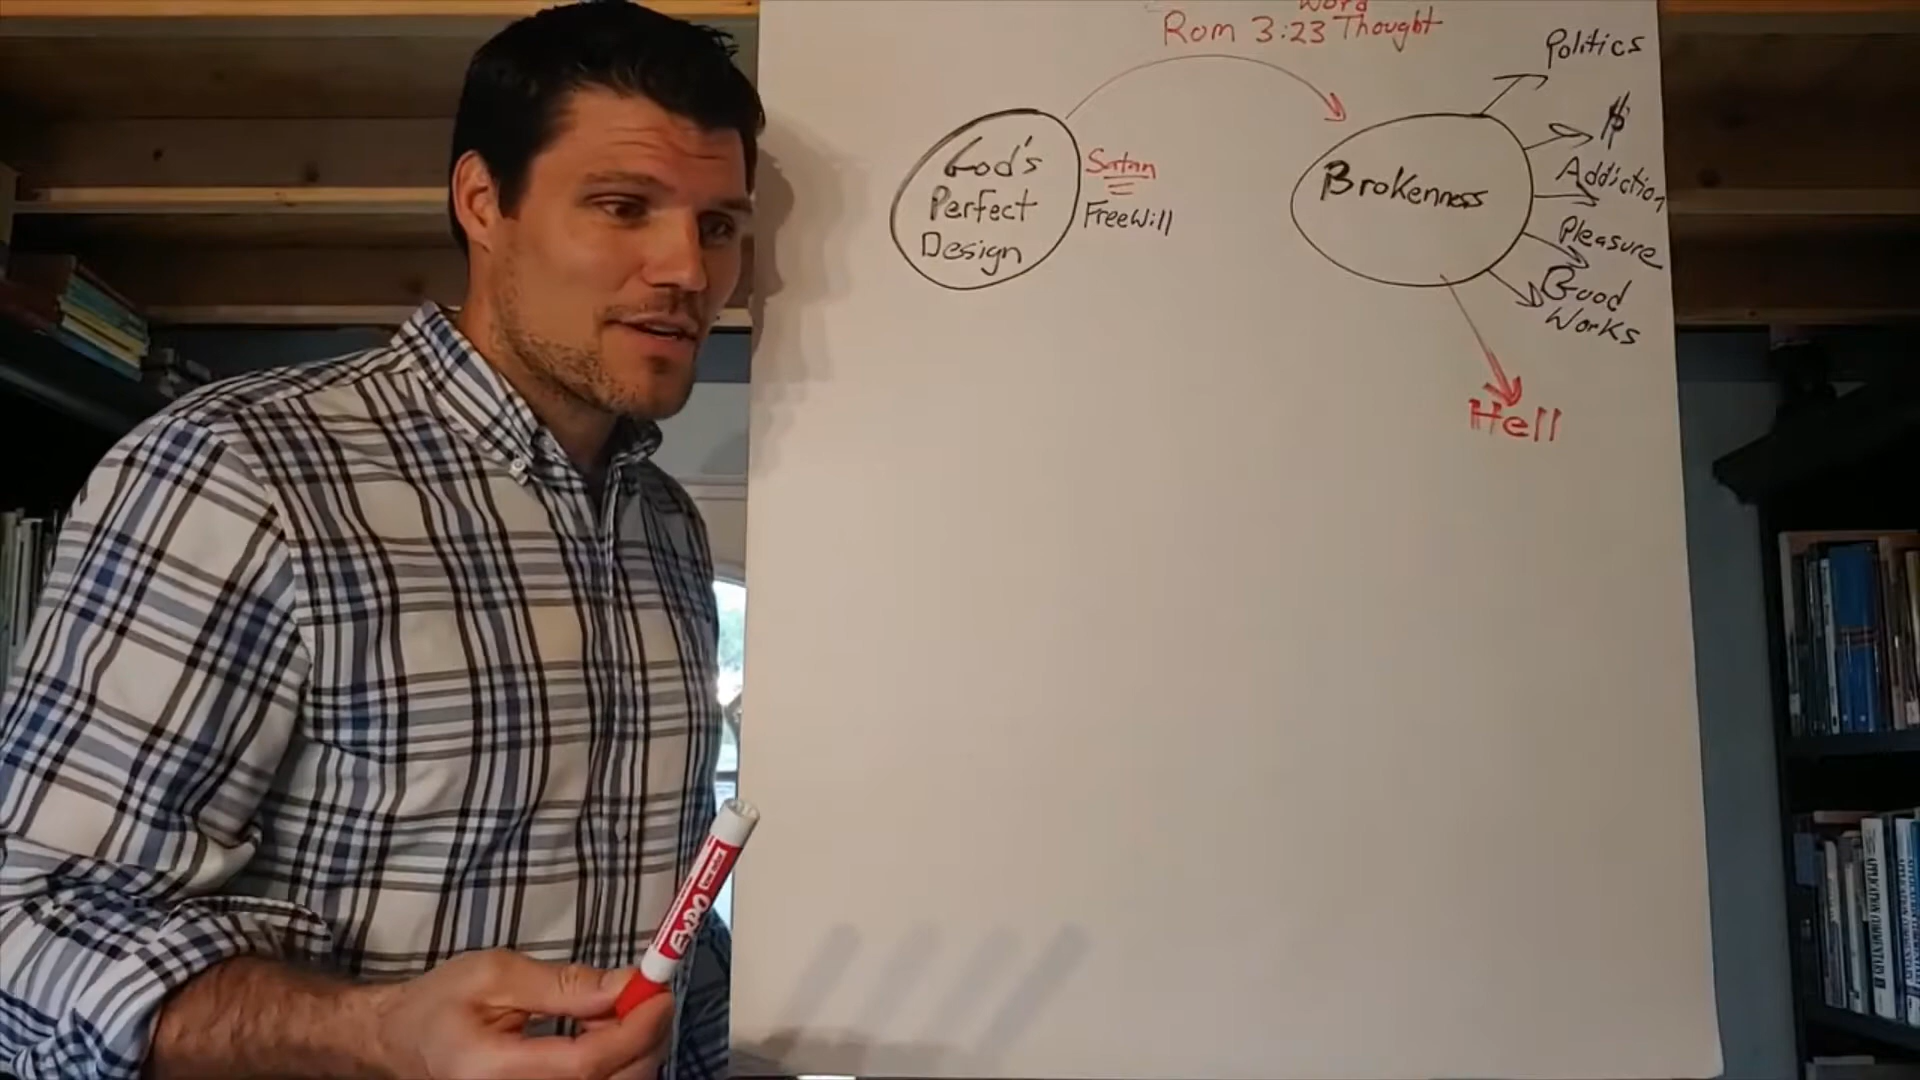 Word
Rom 3:23 Thought
God's
Perfect
Design
Satan
FreeWill
Brokenness
Politics
$
Addiction
Pleasure
Good
Works
Hell
EXPO